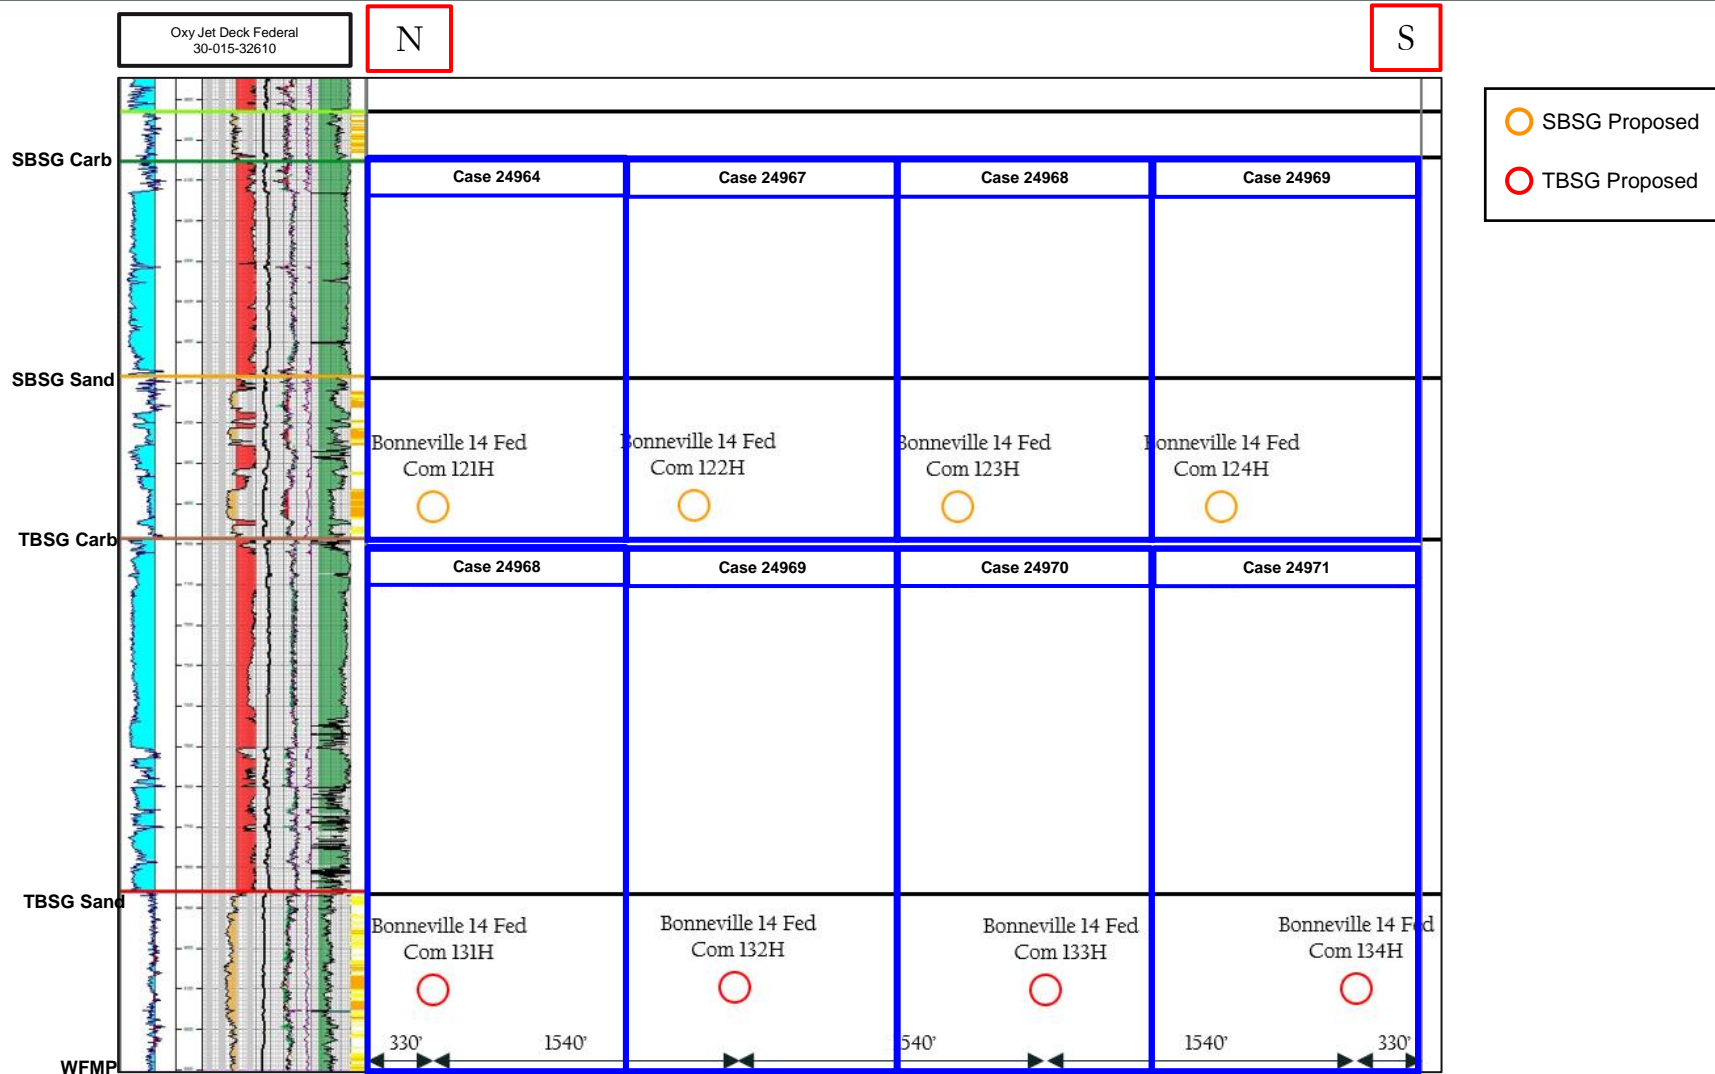 Oxy Jet Deck Federal
30-015-32610
N
S
SBSG Proposed
TBSG Proposed
SBSG Carb
Case 24964
Case 24967
Case 24968
Case 24969
SBSG Sand
Bonneville 14 Fed
Com 121H
Bonneville 14 Fed
Com 122H
Bonneville 14 Fed
Com 123H
Bonneville 14 Fed
Com 124H
TBSG Carb
Case 24968
Case 24969
Case 24970
Case 24971
TBSG Sand
Bonneville 14 Fed
Com 131H
Bonneville 14 Fed
Com 132H
Bonneville 14 Fed
Com 133H
Bonneville 14 Fed
Com 134H
330'
1540'
540'
1540'
330'
WFMP